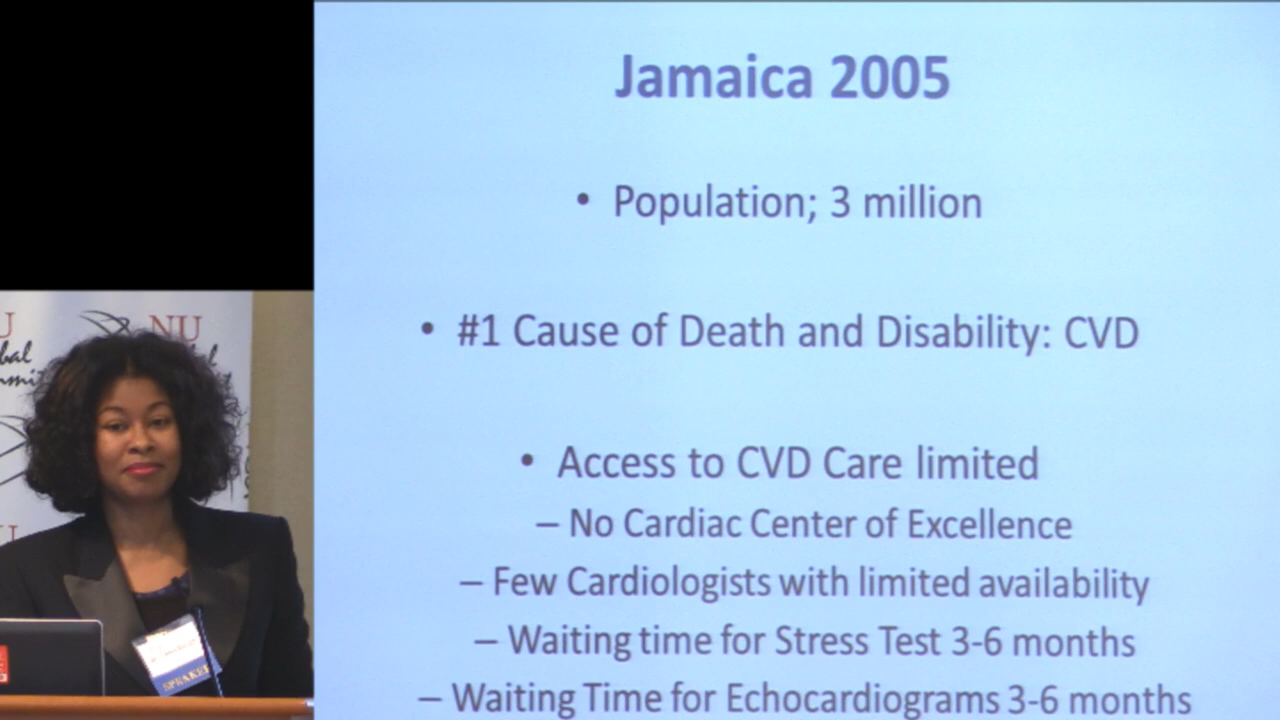 Jamaica 2005
• Population; 3 million
• #1 Cause of Death and Disability: CVD
• Access to CVD Care limited
– No Cardiac Center of Excellence
– Few Cardiologists with limited availability
– Waiting time for Stress Test 3-6 months
– Waiting Time for Echocardiograms 3-6 months
NU
SPEAKER